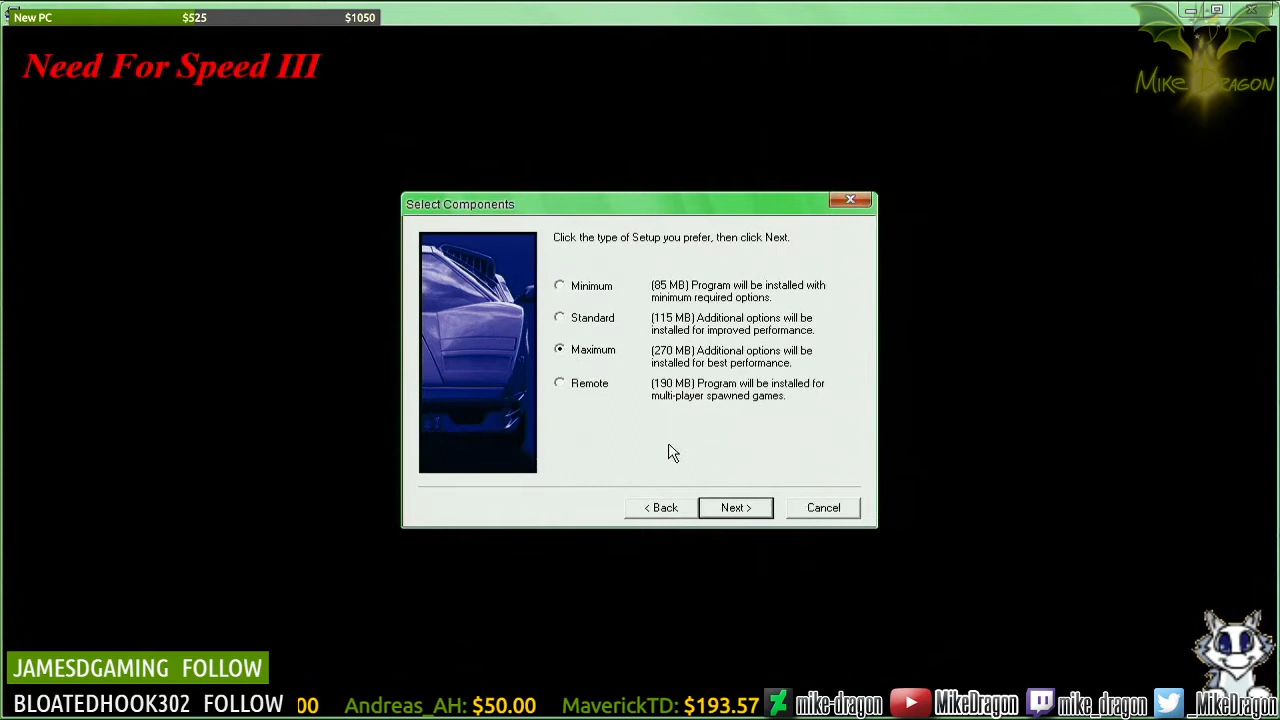 New PC $525 $1050
Need For Speed III
MIKE DRAGON
Select Components
Click the type of Setup you prefer, then click Next.
Minimum (85 MB) Program will be installed with
minimum required options.
Standard (115 MB) Additional options will be
installed for improved performance.
Maximum (270 MB) Additional options will be
installed for best performance.
Remote (190 MB) Program will be installed for
multi-player spawned games.
< Back Next > Cancel
JAMESDGAMING FOLLOW
BLOATEDHOOK302 FOLLOW 00 Andreas_AH: $50.00 MaverickTD: $193.57 mike-dragon MikeDragon mike_dragon _MikeDragon